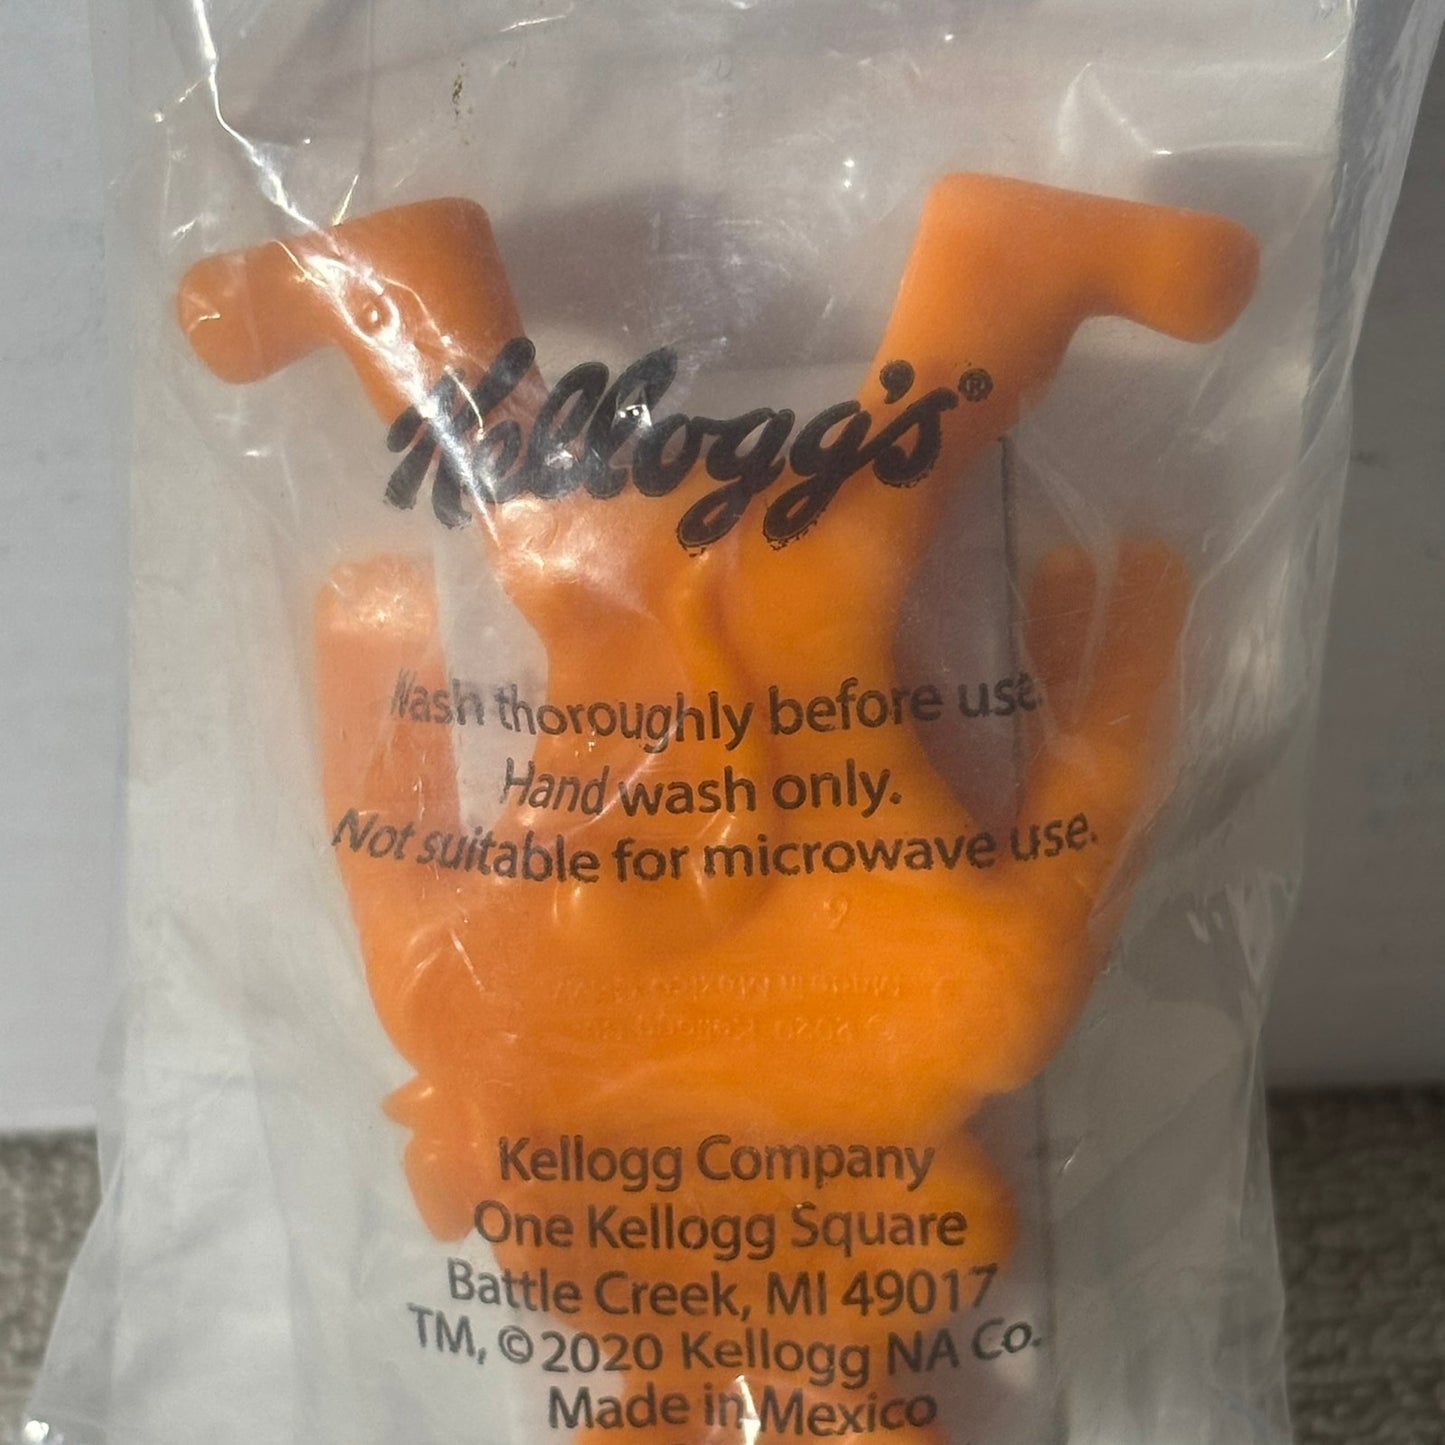 Kellogg's®
Wash thoroughly before use.
Hand wash only.
Not suitable for microwave use.
6
Kellogg Company
One Kellogg Square
Battle Creek, MI 49017
TM, © 2020 Kellogg NA Co.
Made in Mexico